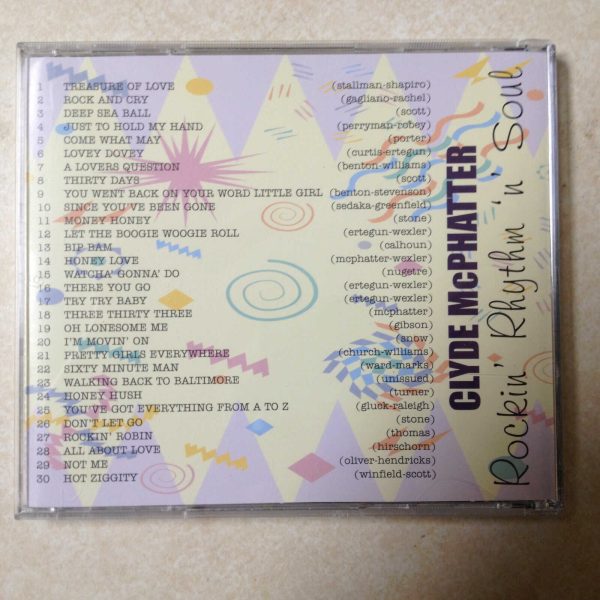 1 TREASURE OF LOVE (stallman-shapiro)
2 ROCK AND CRY (gagliano-rachel)
3 DEEP SEA BALL (scott)
4 JUST TO HOLD MY HAND (perryman-robey)
5 COME WHAT MAY (porter)
6 LOVEY DOVEY (curtis-ertegun)
7 A LOVERS QUESTION (benton-williams)
8 THIRTY DAYS (scott)
9 YOU WENT BACK ON YOUR WORD LITTLE GIRL (benton-stevenson)
10 SINCE YOU'VE BEEN GONE (sedaka-greenfield)
11 MONEY HONEY (stone)
12 LET THE BOOGIE WOOGIE ROLL (ertegun-wexler)
13 BIP BAM (calhoun)
14 HONEY LOVE (mcphatter-wexler)
15 WATCHA' GONNA' DO (nugetre)
16 THERE YOU GO (ertegun-wexler)
17 TRY TRY BABY (ertegun-wexler)
18 THREE THIRTY THREE (mcphatter)
19 OH LONESOME ME (gibson)
20 I'M MOVIN' ON (snow)
21 PRETTY GIRLS EVERYWHERE (church-williams)
22 SIXTY MINUTE MAN (ward-marks)
23 WALKING BACK TO BALTIMORE (unissued)
24 HONEY HUSH (turner)
25 YOU'VE GOT EVERYTHING FROM A TO Z (gluck-raleigh)
26 DON'T LET GO (stone)
27 ROCKIN' ROBIN (thomas)
28 ALL ABOUT LOVE (hirschorn)
29 NOT ME (oliver-hendricks)
30 HOT ZIGGITY (winfield-scott)
CLYDE McPHATTER
Rockin' Rhythm 'n' Soul